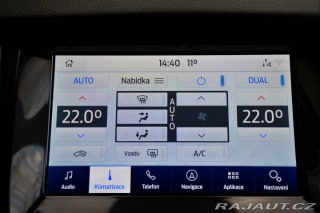 14:40 11°
AUTO Nabídka DUAL
22.0° AUTO 22.0°
Vzadu A/C
Audio Klimatizace Telefon Navigace Aplikace Nastavení
RAJAUT.CZ